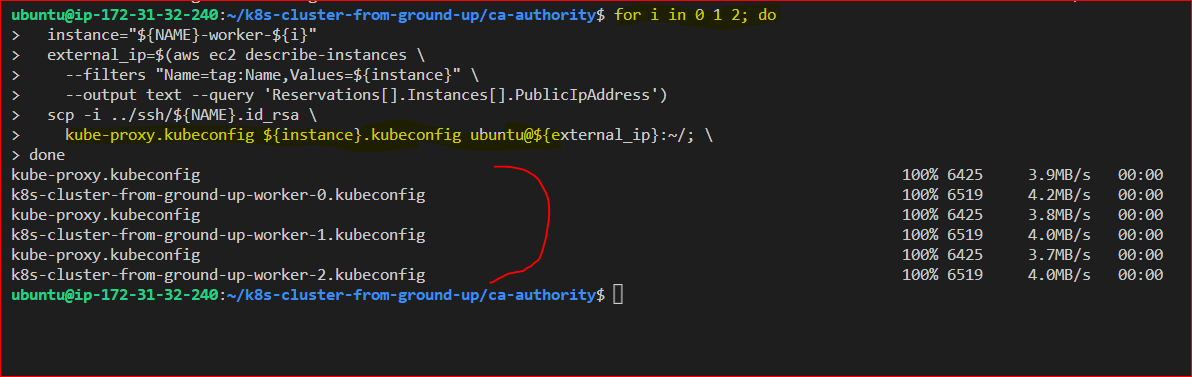 ubuntu@ip-172-31-32-240:~/k8s-cluster-from-ground-up/ca-authority$ for i in 0 1 2; do
>   instance="${NAME}-worker-${i}"
>   external_ip=$(aws ec2 describe-instances \
>     --filters "Name=tag:Name,Values=${instance}" \
>     --output text --query 'Reservations[].Instances[].PublicIpAddress')
>   scp -i ../ssh/${NAME}.id_rsa \
>     kube-proxy.kubeconfig ${instance}.kubeconfig ubuntu@${external_ip}:~/; \
> done
kube-proxy.kubeconfig 100% 6425 3.9MB/s 00:00
k8s-cluster-from-ground-up-worker-0.kubeconfig 100% 6519 4.2MB/s 00:00
kube-proxy.kubeconfig 100% 6425 3.8MB/s 00:00
k8s-cluster-from-ground-up-worker-1.kubeconfig 100% 6519 4.0MB/s 00:00
kube-proxy.kubeconfig 100% 6425 3.7MB/s 00:00
k8s-cluster-from-ground-up-worker-2.kubeconfig 100% 6519 4.0MB/s 00:00
ubuntu@ip-172-31-32-240:~/k8s-cluster-from-ground-up/ca-authority$